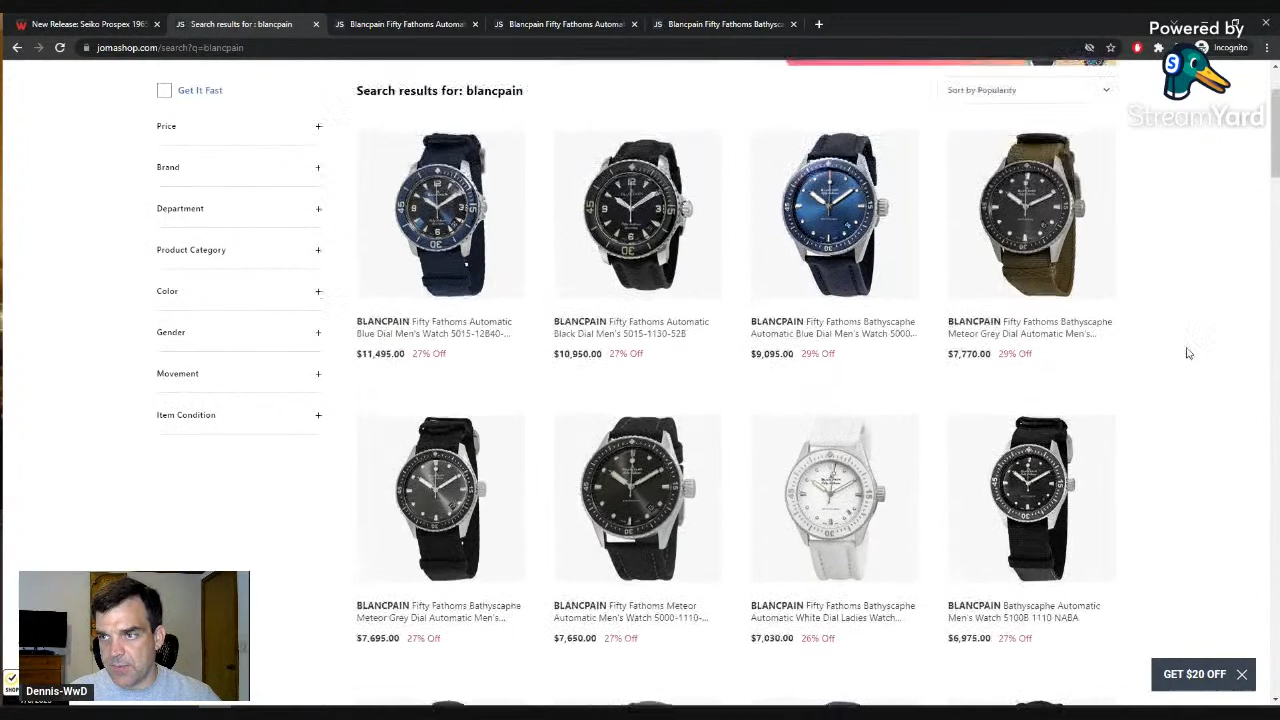 New Release: Seiko Prospex 1965
Search results for: blancpain
Blancpain Fifty Fathoms Automat
Blancpain Fifty Fathoms Automat
Blancpain Fifty Fathoms Bathysca
jomashop.com/search?q=blancpain
Incognito
Powered by
StreamYard
Get It Fast
Search results for: blancpain
Sort by Popularity
Price
Brand
Department
Product Category
Color
Gender
Movement
Item Condition
BLANCPAIN Fifty Fathoms Automatic
Blue Dial Men's Watch 5015-12B40-...
$11,495.00 27% Off
BLANCPAIN Fifty Fathoms Automatic
Black Dial Men's 5015-1130-52B
$10,950.00 27% Off
BLANCPAIN Fifty Fathoms Bathyscaphe
Automatic Blue Dial Men's Watch 5000...
$9,095.00 29% Off
BLANCPAIN Fifty Fathoms Bathyscaphe
Meteor Grey Dial Automatic Men's...
$7,770.00 29% Off
BLANCPAIN Fifty Fathoms Bathyscaphe
Meteor Grey Dial Automatic Men's...
$7,695.00 27% Off
BLANCPAIN Fifty Fathoms Meteor
Automatic Men's Watch 5000-1110-...
$7,650.00 27% Off
BLANCPAIN Fifty Fathoms Bathyscaphe
Automatic White Dial Ladies Watch...
$7,030.00 26% Off
BLANCPAIN Bathyscaphe Automatic
Men's Watch 5100B 1110 NABA
$6,975.00 27% Off
GET $20 OFF
Dennis-WwD